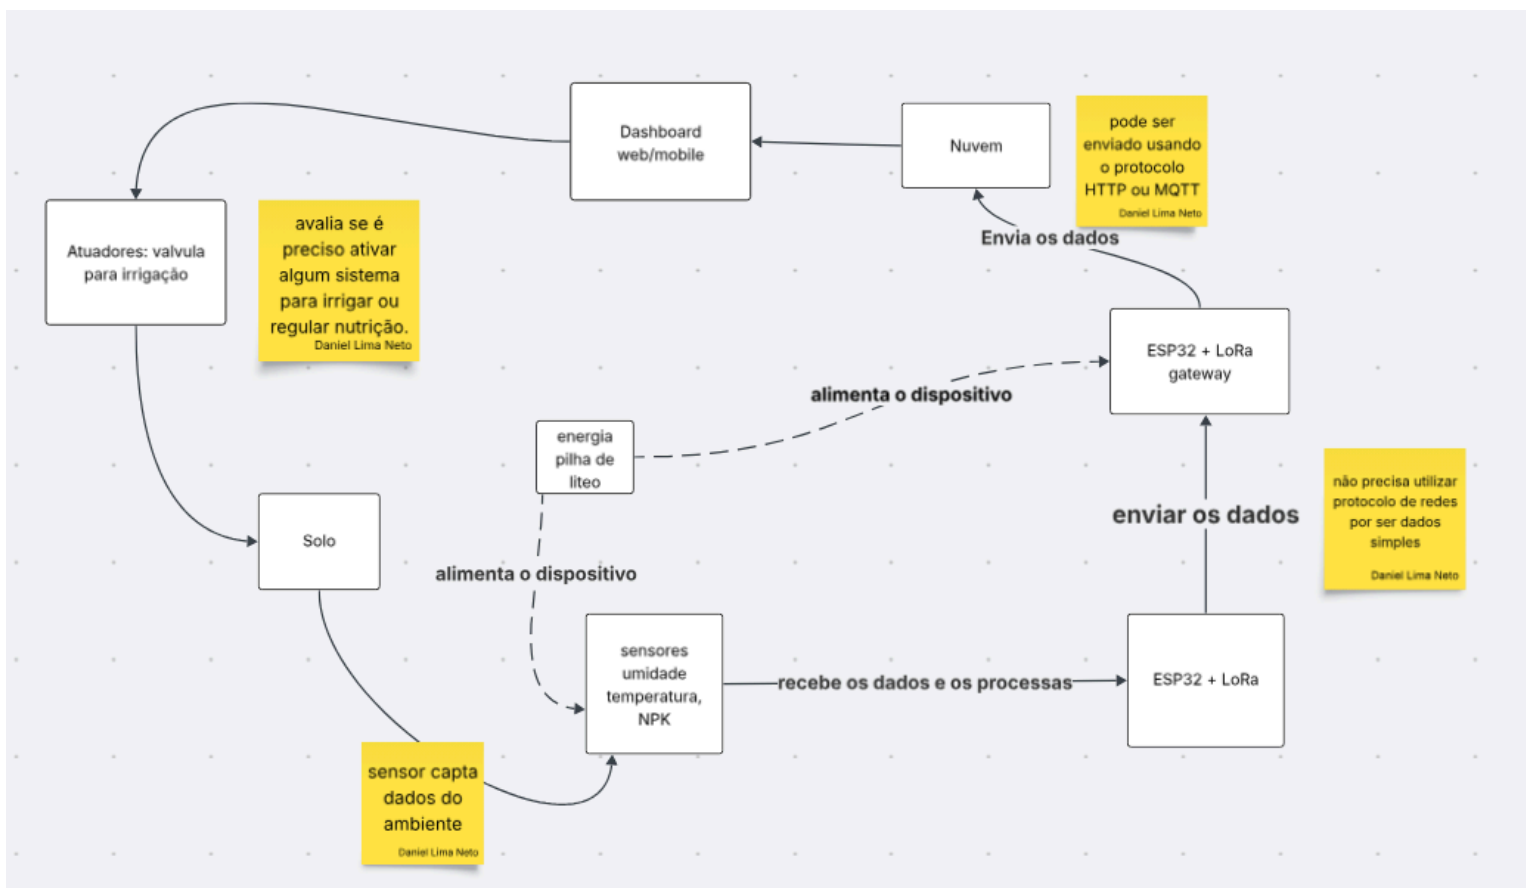 Dashboard
web/mobile
Nuvem
pode ser
enviado usando
o protocolo
HTTP ou MQTT
Daniel Lima Neto
Envia os dados
Atuadores: valvula
para irrigação
avalia se é
preciso ativar
algum sistema
para irrigar ou
regular nutrição.
Daniel Lima Neto
ESP32 + LoRa
gateway
alimenta o dispositivo
energia
pilha de
liteo
não precisa utilizar
protocolo de redes
por ser dados
simples
Daniel Lima Neto
enviar os dados
Solo
alimenta o dispositivo
sensores
umidade
temperatura,
NPK
recebe os dados e os processas
ESP32 + LoRa
sensor capta
dados do
ambiente
Daniel Lima Neto